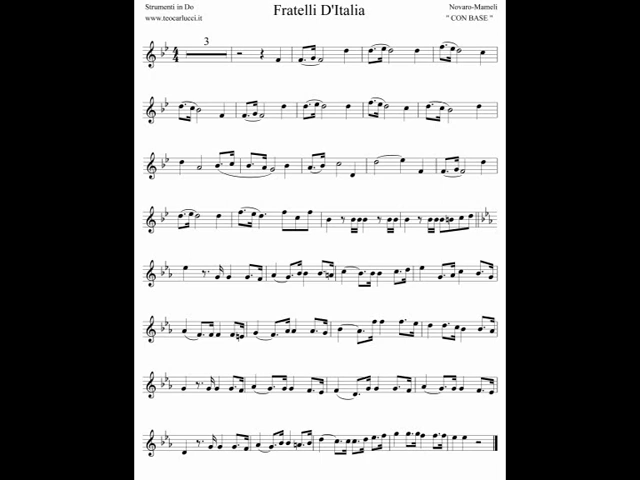 Strumenti in Do
www.teocarlucci.it
Fratelli D'Italia
Novaro-Mameli
" CON BASE "
3